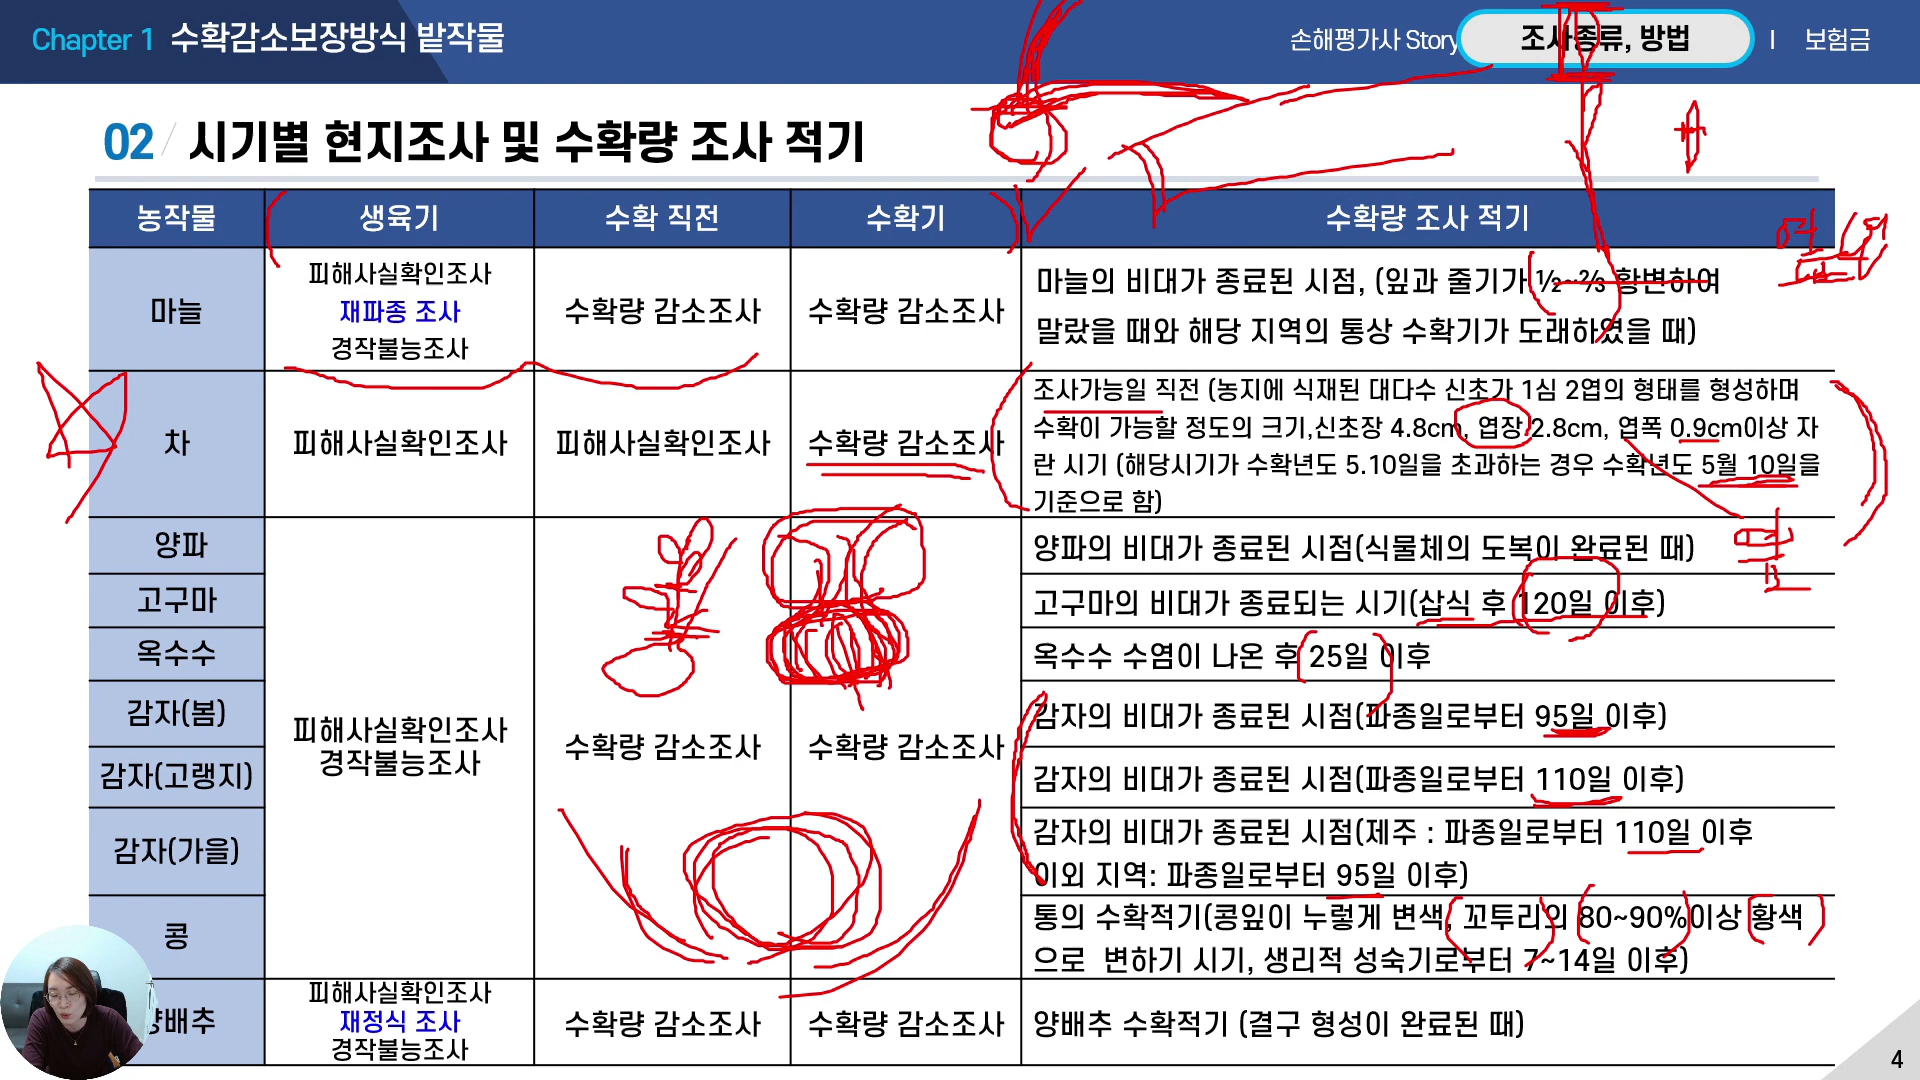 Chapter 1 수확감소보장방식 밭작물
손해평가사 Story
조사종류, 방법
보험금
02 / 시기별 현지조사 및 수확량 조사 적기
농작물 생육기 수확 직전 수확기 수확량 조사 적기
마늘
피해사실확인조사
재파종 조사
경작불능조사
수확량 감소조사
수확량 감소조사
마늘의 비대가 종료된 시점, (잎과 줄기가 ½~⅔ 황변하여
말랐을 때와 해당 지역의 통상 수확기가 도래하였을 때)
차
피해사실확인조사
피해사실확인조사
수확량 감소조사
조사가능일 직전 (농지에 식재된 대다수 신초가 1심 2엽의 형태를 형성하며
수확이 가능할 정도의 크기,신초장 4.8cm, 엽장 2.8cm, 엽폭 0.9cm이상 자
란 시기 (해당시기가 수확년도 5.10일을 초과하는 경우 수확년도 5월 10일을
기준으로 함)
양파
양파의 비대가 종료된 시점(식물체의 도복이 완료된 때)
고구마
고구마의 비대가 종료되는 시기(삽식 후 120일 이후)
옥수수
옥수수 수염이 나온 후 25일 이후
감자(봄)
피해사실확인조사
경작불능조사
수확량 감소조사
수확량 감소조사
감자의 비대가 종료된 시점(파종일로부터 95일 이후)
감자(고랭지)
감자의 비대가 종료된 시점(파종일로부터 110일 이후)
감자(가을)
감자의 비대가 종료된 시점(제주 : 파종일로부터 110일 이후
이외 지역: 파종일로부터 95일 이후)
콩
통의 수확적기(콩잎이 누렇게 변색, 꼬투리의 80~90%이상 황색
으로 변하기 시기, 생리적 성숙기로부터 7~14일 이후)
양배추
피해사실확인조사
재정식 조사
경작불능조사
수확량 감소조사
수확량 감소조사
양배추 수확적기 (결구 형성이 완료된 때)
4